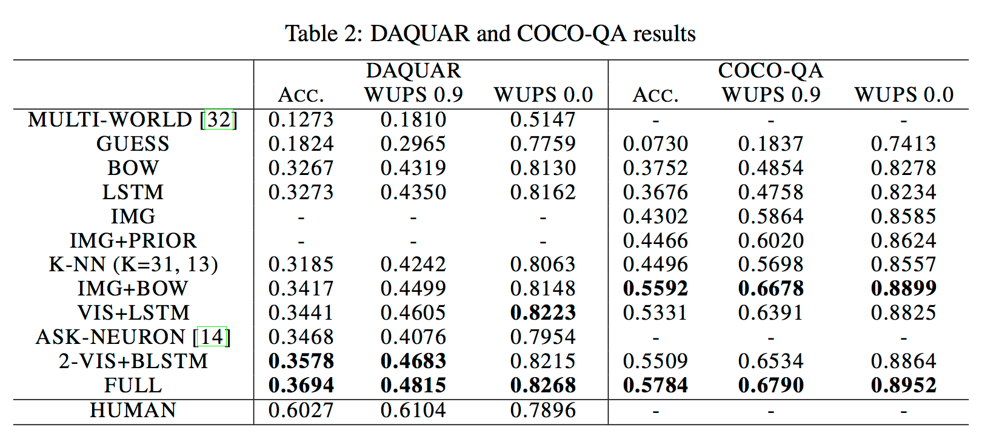 Table 2: DAQUAR and COCO-QA results
DAQUAR COCO-QA
ACC. WUPS 0.9 WUPS 0.0 ACC. WUPS 0.9 WUPS 0.0
MULTI-WORLD [32] 0.1273 0.1810 0.5147 - - -
GUESS 0.1824 0.2965 0.7759 0.0730 0.1837 0.7413
BOW 0.3267 0.4319 0.8130 0.3752 0.4854 0.8278
LSTM 0.3273 0.4350 0.8162 0.3676 0.4758 0.8234
IMG - - - 0.4302 0.5864 0.8585
IMG+PRIOR - - - 0.4466 0.6020 0.8624
K-NN (K=31, 13) 0.3185 0.4242 0.8063 0.4496 0.5698 0.8557
IMG+BOW 0.3417 0.4499 0.8148 0.5592 0.6678 0.8899
VIS+LSTM 0.3441 0.4605 0.8223 0.5331 0.6391 0.8825
ASK-NEURON [14] 0.3468 0.4076 0.7954 - - -
2-VIS+BLSTM 0.3578 0.4683 0.8215 0.5509 0.6534 0.8864
FULL 0.3694 0.4815 0.8268 0.5784 0.6790 0.8952
HUMAN 0.6027 0.6104 0.7896 - - -